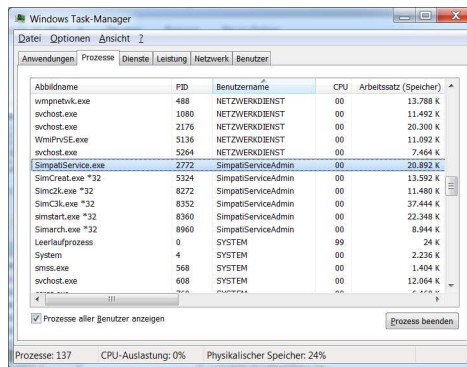 Windows Task-Manager
Datei Optionen Ansicht ?
Anwendungen Prozesse Dienste Leistung Netzwerk Benutzer
Abbildname PID Benutzername CPU Arbeitssatz (Speicher)
wmpnetwk.exe 488 NETZWERKDIENST 00 13.788 K
svchost.exe 1080 NETZWERKDIENST 00 11.492 K
svchost.exe 2176 NETZWERKDIENST 00 20.300 K
WmiPrvSE.exe 5136 NETZWERKDIENST 00 11.092 K
svchost.exe 5264 NETZWERKDIENST 00 7.464 K
SimpatiService.exe 2772 SimpatiServiceAdmin 00 20.892 K
SimCreat.exe *32 5324 SimpatiServiceAdmin 00 13.592 K
Simc2k.exe *32 8272 SimpatiServiceAdmin 00 11.480 K
SimC3k.exe *32 8352 SimpatiServiceAdmin 00 37.444 K
simstart.exe *32 8360 SimpatiServiceAdmin 00 22.348 K
Simarch.exe *32 8960 SimpatiServiceAdmin 00 8.944 K
Leerlaufprozess 0 SYSTEM 99 24 K
System 4 SYSTEM 00 2.236 K
smss.exe 568 SYSTEM 00 1.404 K
svchost.exe 608 SYSTEM 00 12.064 K
Prozesse aller Benutzer anzeigen
Prozess beenden
Prozesse: 137 CPU-Auslastung: 0% Physikalischer Speicher: 24%